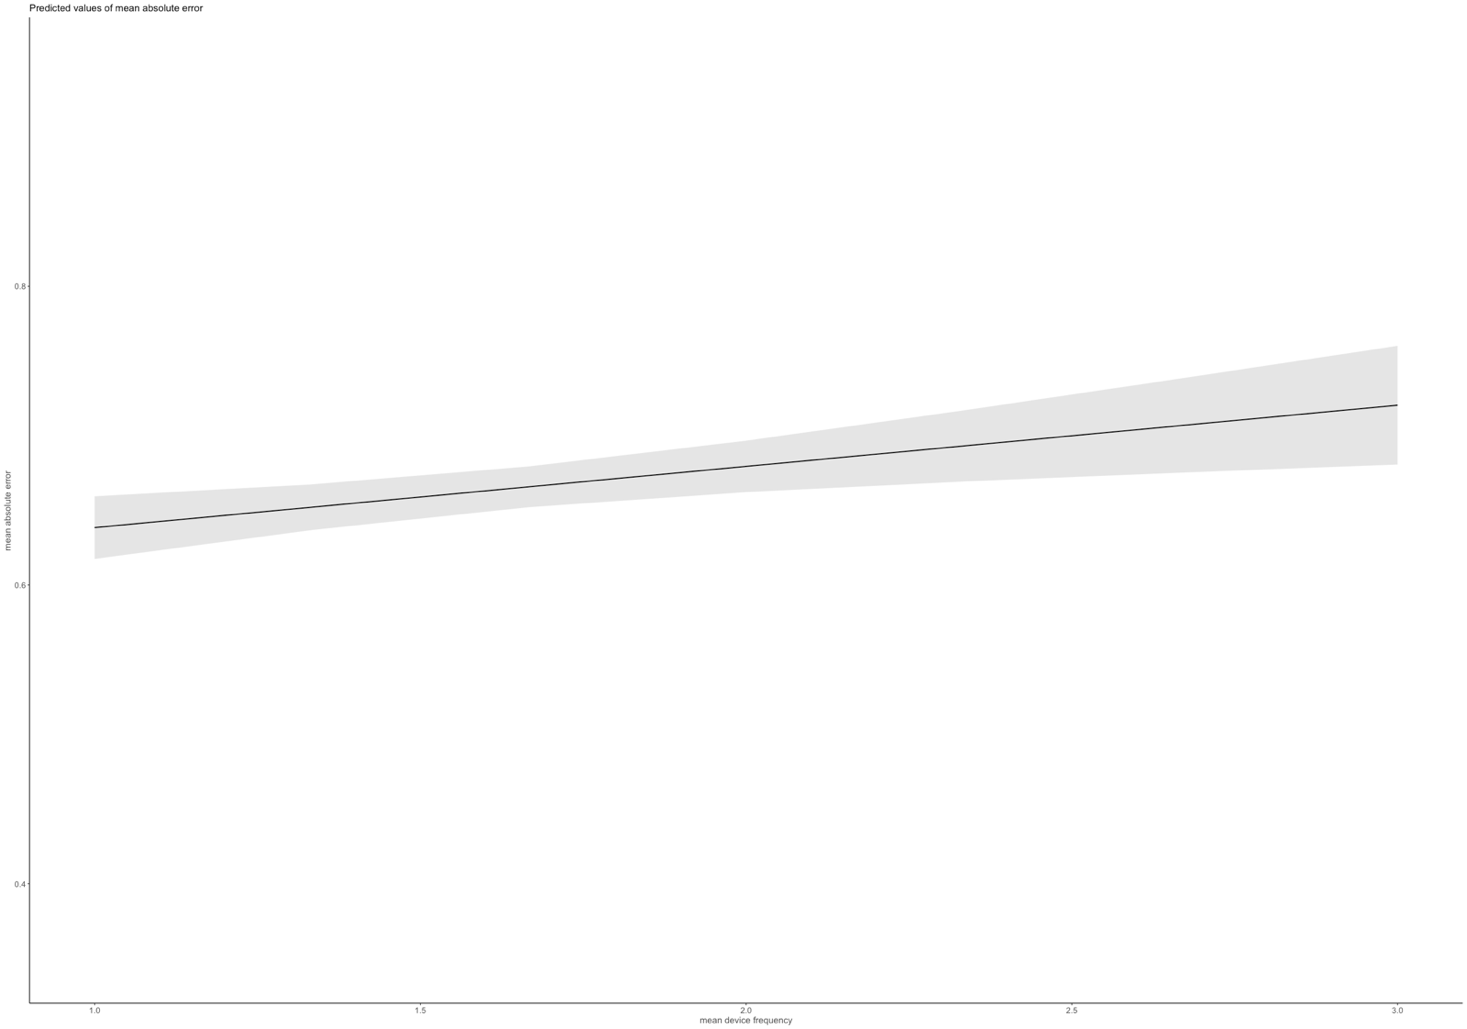 Predicted values of mean absolute error
0.8
0.6
0.4
mean absolute error
1.0
1.5
2.0
2.5
3.0
mean device frequency